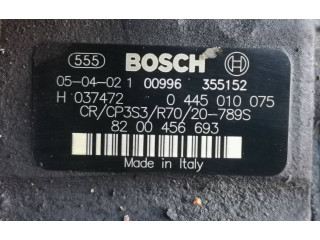 555 BOSCH
05-04-02 1 00996 355152
H 037472 0 445 010 075
CR/CP3S3/R70/20-789S
82 00 456 693
Made in Italy